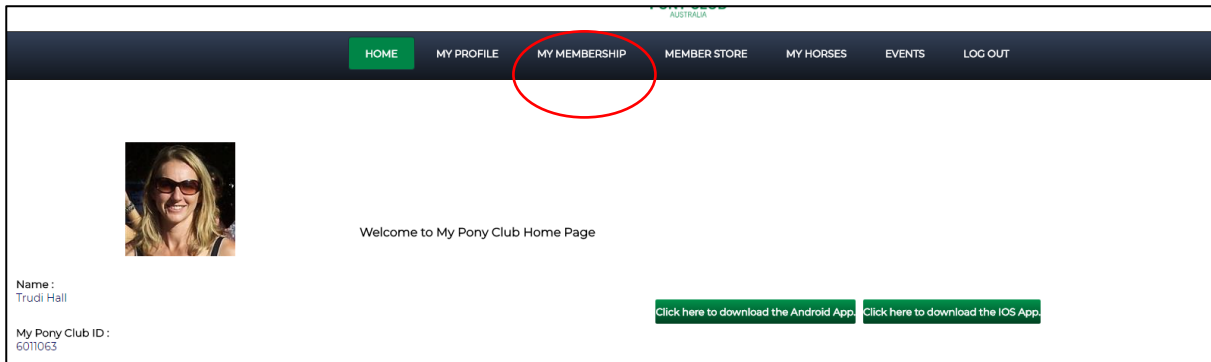 AUSTRALIA
HOME MY PROFILE MY MEMBERSHIP MEMBER STORE MY HORSES EVENTS LOG OUT
Welcome to My Pony Club Home Page
Name :
Trudi Hall
Click here to download the Android App. Click here to download the IOS App.
My Pony Club ID :
6011063